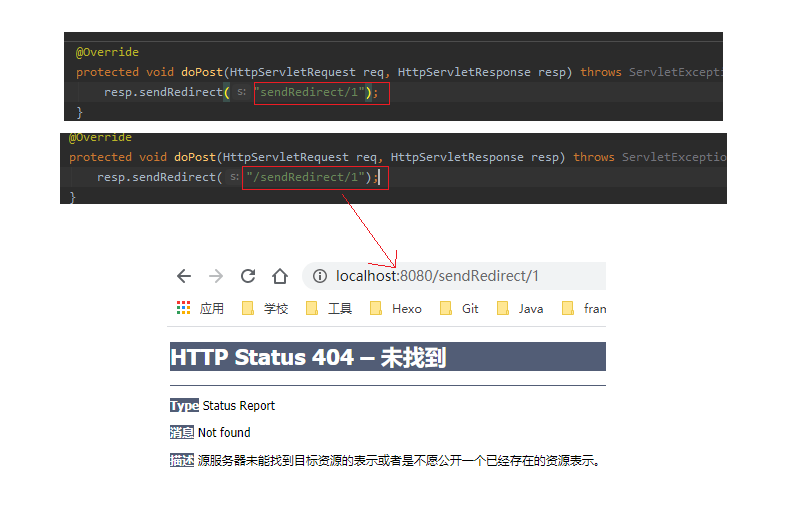 @Override
protected void doPost(HttpServletRequest req, HttpServletResponse resp) throws ServletExcepti
resp.sendRedirect( s: "sendRedirect/1");
}
@Override
protected void doPost(HttpServletRequest req, HttpServletResponse resp) throws ServletException
resp.sendRedirect( s: "/sendRedirect/1");
}
localhost:8080/sendRedirect/1
应用 学校 工具 Hexo Git Java fran
HTTP Status 404 – 未找到
Type Status Report
消息 Not found
描述 源服务器未能找到目标资源的表示或者是不愿公开一个已经存在的资源表示。